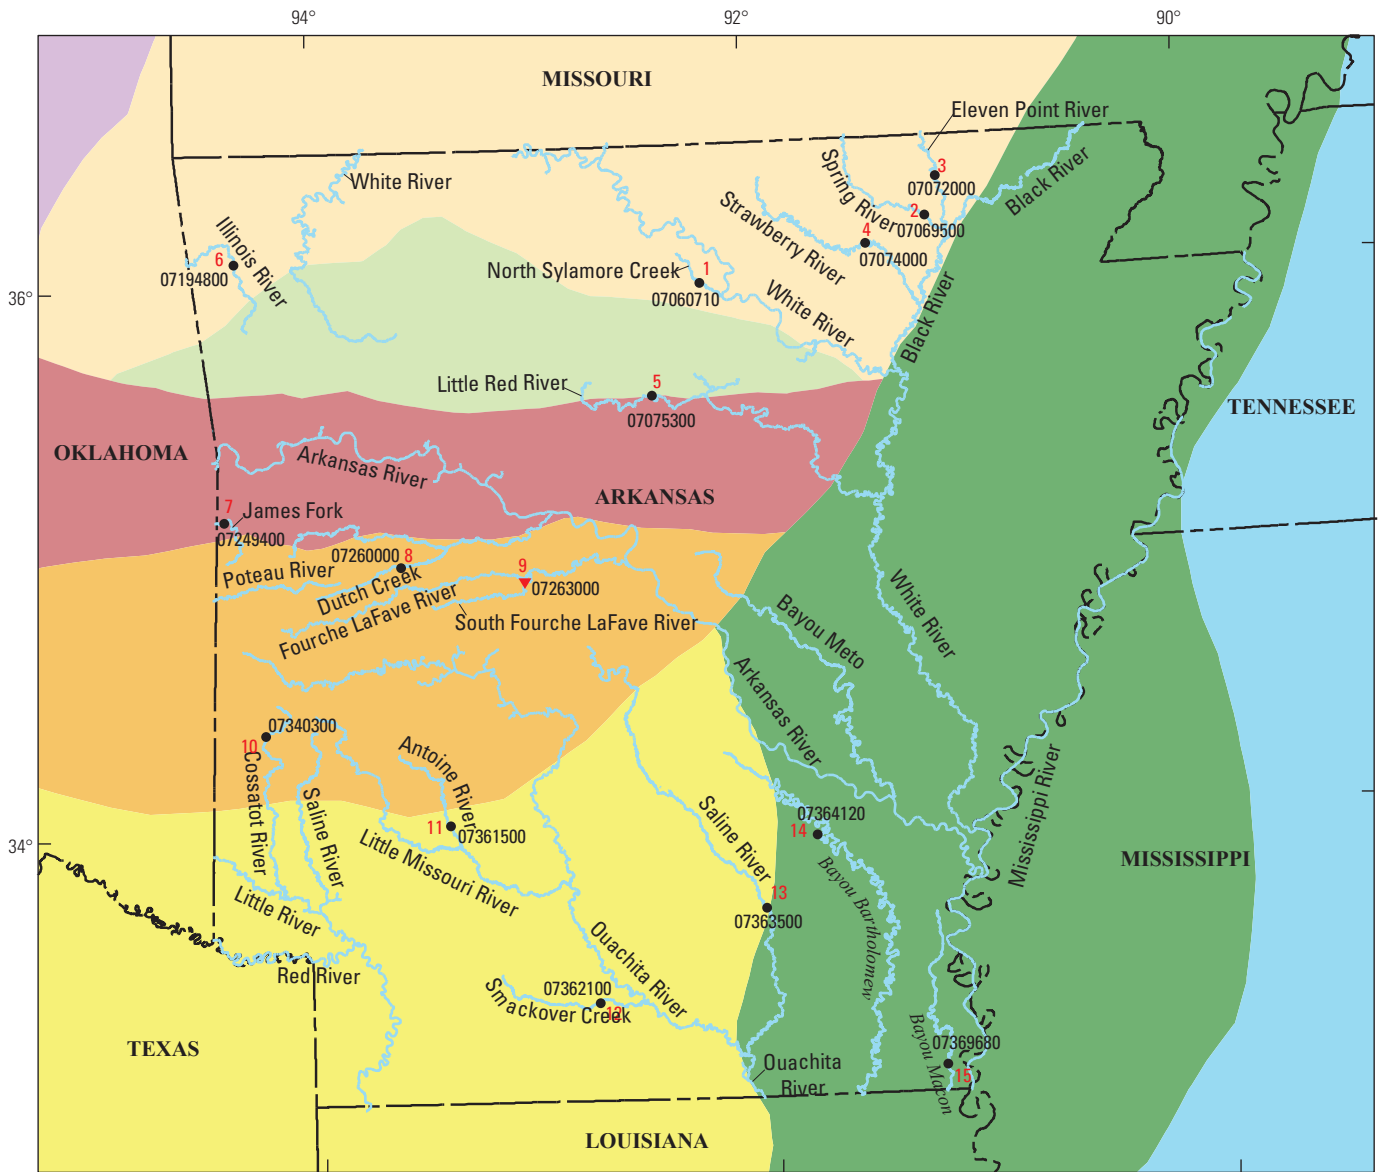 94°
92°
90°
MISSOURI
Eleven Point River
3
07072000
White River
Spring River
Black River
2
07069500
Strawberry River
4
07074000
Illinois River
6
07194800
North Sylamore Creek
1
07060710
White River
36°
Black River
Little Red River
5
07075300
TENNESSEE
OKLAHOMA
Arkansas River
ARKANSAS
7
James Fork
07249400
07260000
8
9
07263000
Poteau River
Dutch Creek
Fourche LaFave River
South Fourche LaFave River
Bayou Meto
White River
Arkansas River
07340300
10
Cossatot River
Saline River
Antoine River
11
07361500
Little Missouri River
Saline River
07364120
14
Mississippi River
34°
MISSISSIPPI
Little River
13
07363500
Bayou Bartholomew
Red River
Ouachita River
07362100
12
Smackover Creek
TEXAS
07369680
15
Bayou Macon
Ouachita
River
LOUISIANA